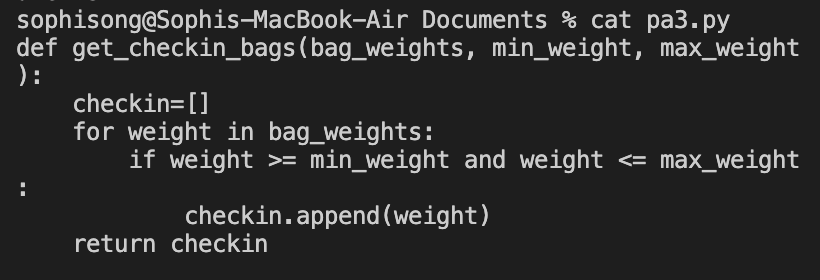 sophisong@Sophis-MacBook-Air Documents % cat pa3.py
def get_checkin_bags(bag_weights, min_weight, max_weight
):
    checkin=[]
    for weight in bag_weights:
        if weight >= min_weight and weight <= max_weight
:
            checkin.append(weight)
    return checkin